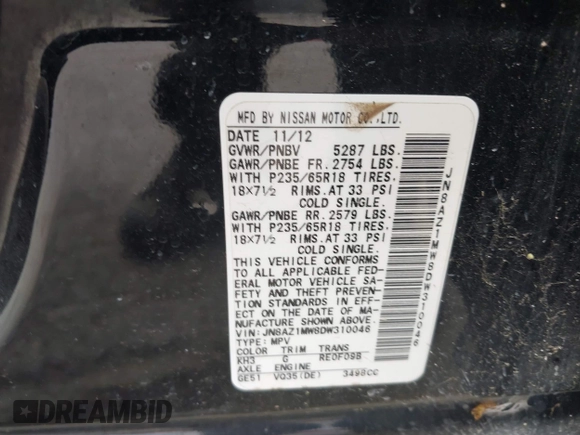 MFD BY NISSAN MOTOR CO.,LTD.
DATE 11/12
GVWR/PNBV 5287 LBS.
GAWR/PNBE FR. 2754 LBS.
WITH P235/65R18 TIRES.
18X7½ RIMS. AT 33 PSI
COLD SINGLE.
GAWR/PNBE RR. 2579 LBS.
WITH P235/65R18 TIRES.
18X7½ RIMS. AT 33 PSI
COLD SINGLE.
THIS VEHICLE CONFORMS
TO ALL APPLICABLE FED-
ERAL MOTOR VEHICLE SA-
FETY AND THEFT PREVEN-
TION STANDARDS IN EFF-
ECT ON THE DATE OF MA-
NUFACTURE SHOWN ABOVE.
VIN:JN8AZ1MW8DW310046
TYPE: MPV
COLOR TRIM TRANS
KH3 G RE0F09B
AXLE ENGINE
GE51 VQ35(DE) 3498CC
JN8AZ1MW8DW310046
DREAMBID